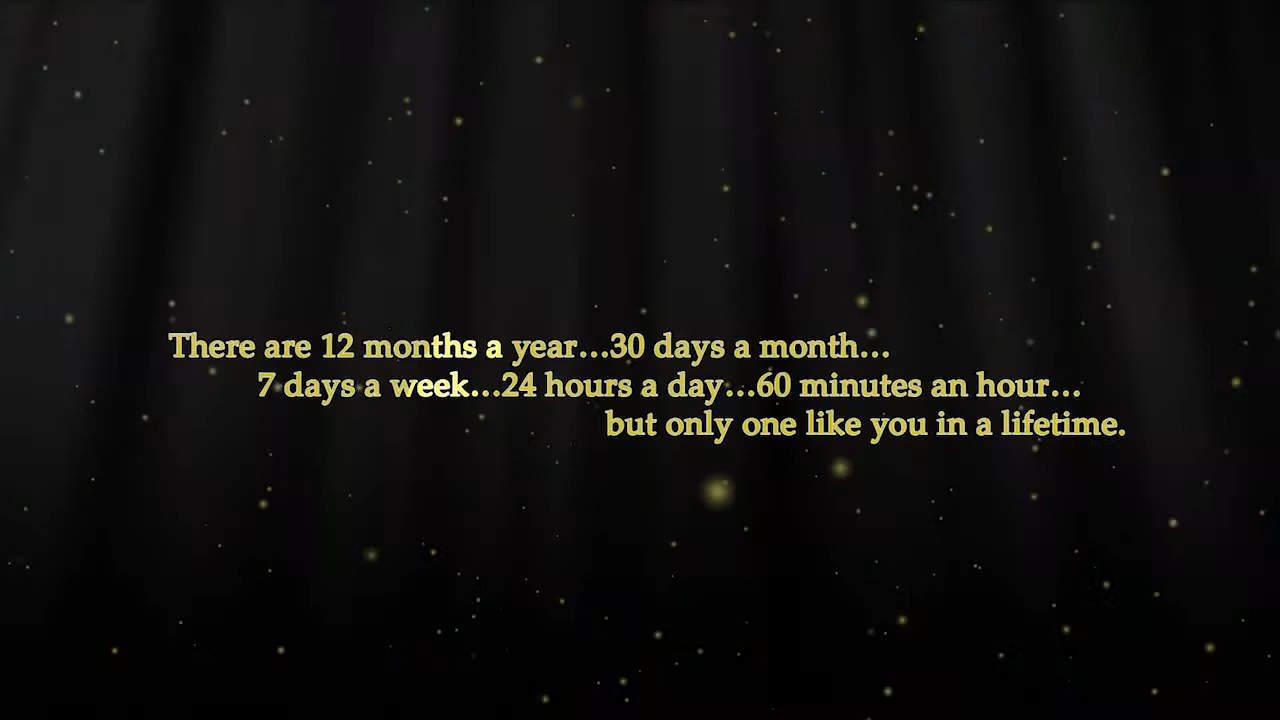 There are 12 months a year...30 days a month...
7 days a week...24 hours a day...60 minutes an hour...
but only one like you in a lifetime.